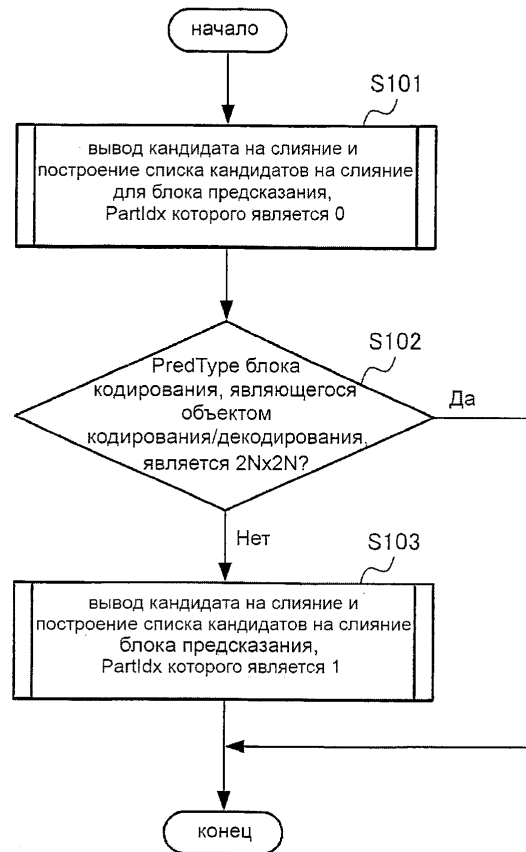 начало
S101
вывод кандидата на слияние и
построение списка кандидатов на слияние
для блока предсказания,
PartIdx которого является 0
S102
PredType блока
кодирования, являющегося
объектом
кодирования/декодирования,
является 2Nx2N?
Да
Нет
S103
вывод кандидата на слияние и
построение списка кандидатов на слияние
блока предсказания,
PartIdx которого является 1
конец